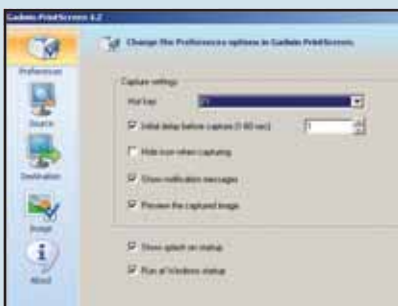 Gadwin PrintScreen 4.2
Change the Preferences options in Gadwin PrintScreen.
Preferences
Source
Destination
Image
About
Capture settings
Hot key
Initial delay before capture (1-60 sec)
1
Hide icon when capturing
Show notification messages
Preview the captured image
Show splash on startup
Run at Windows startup